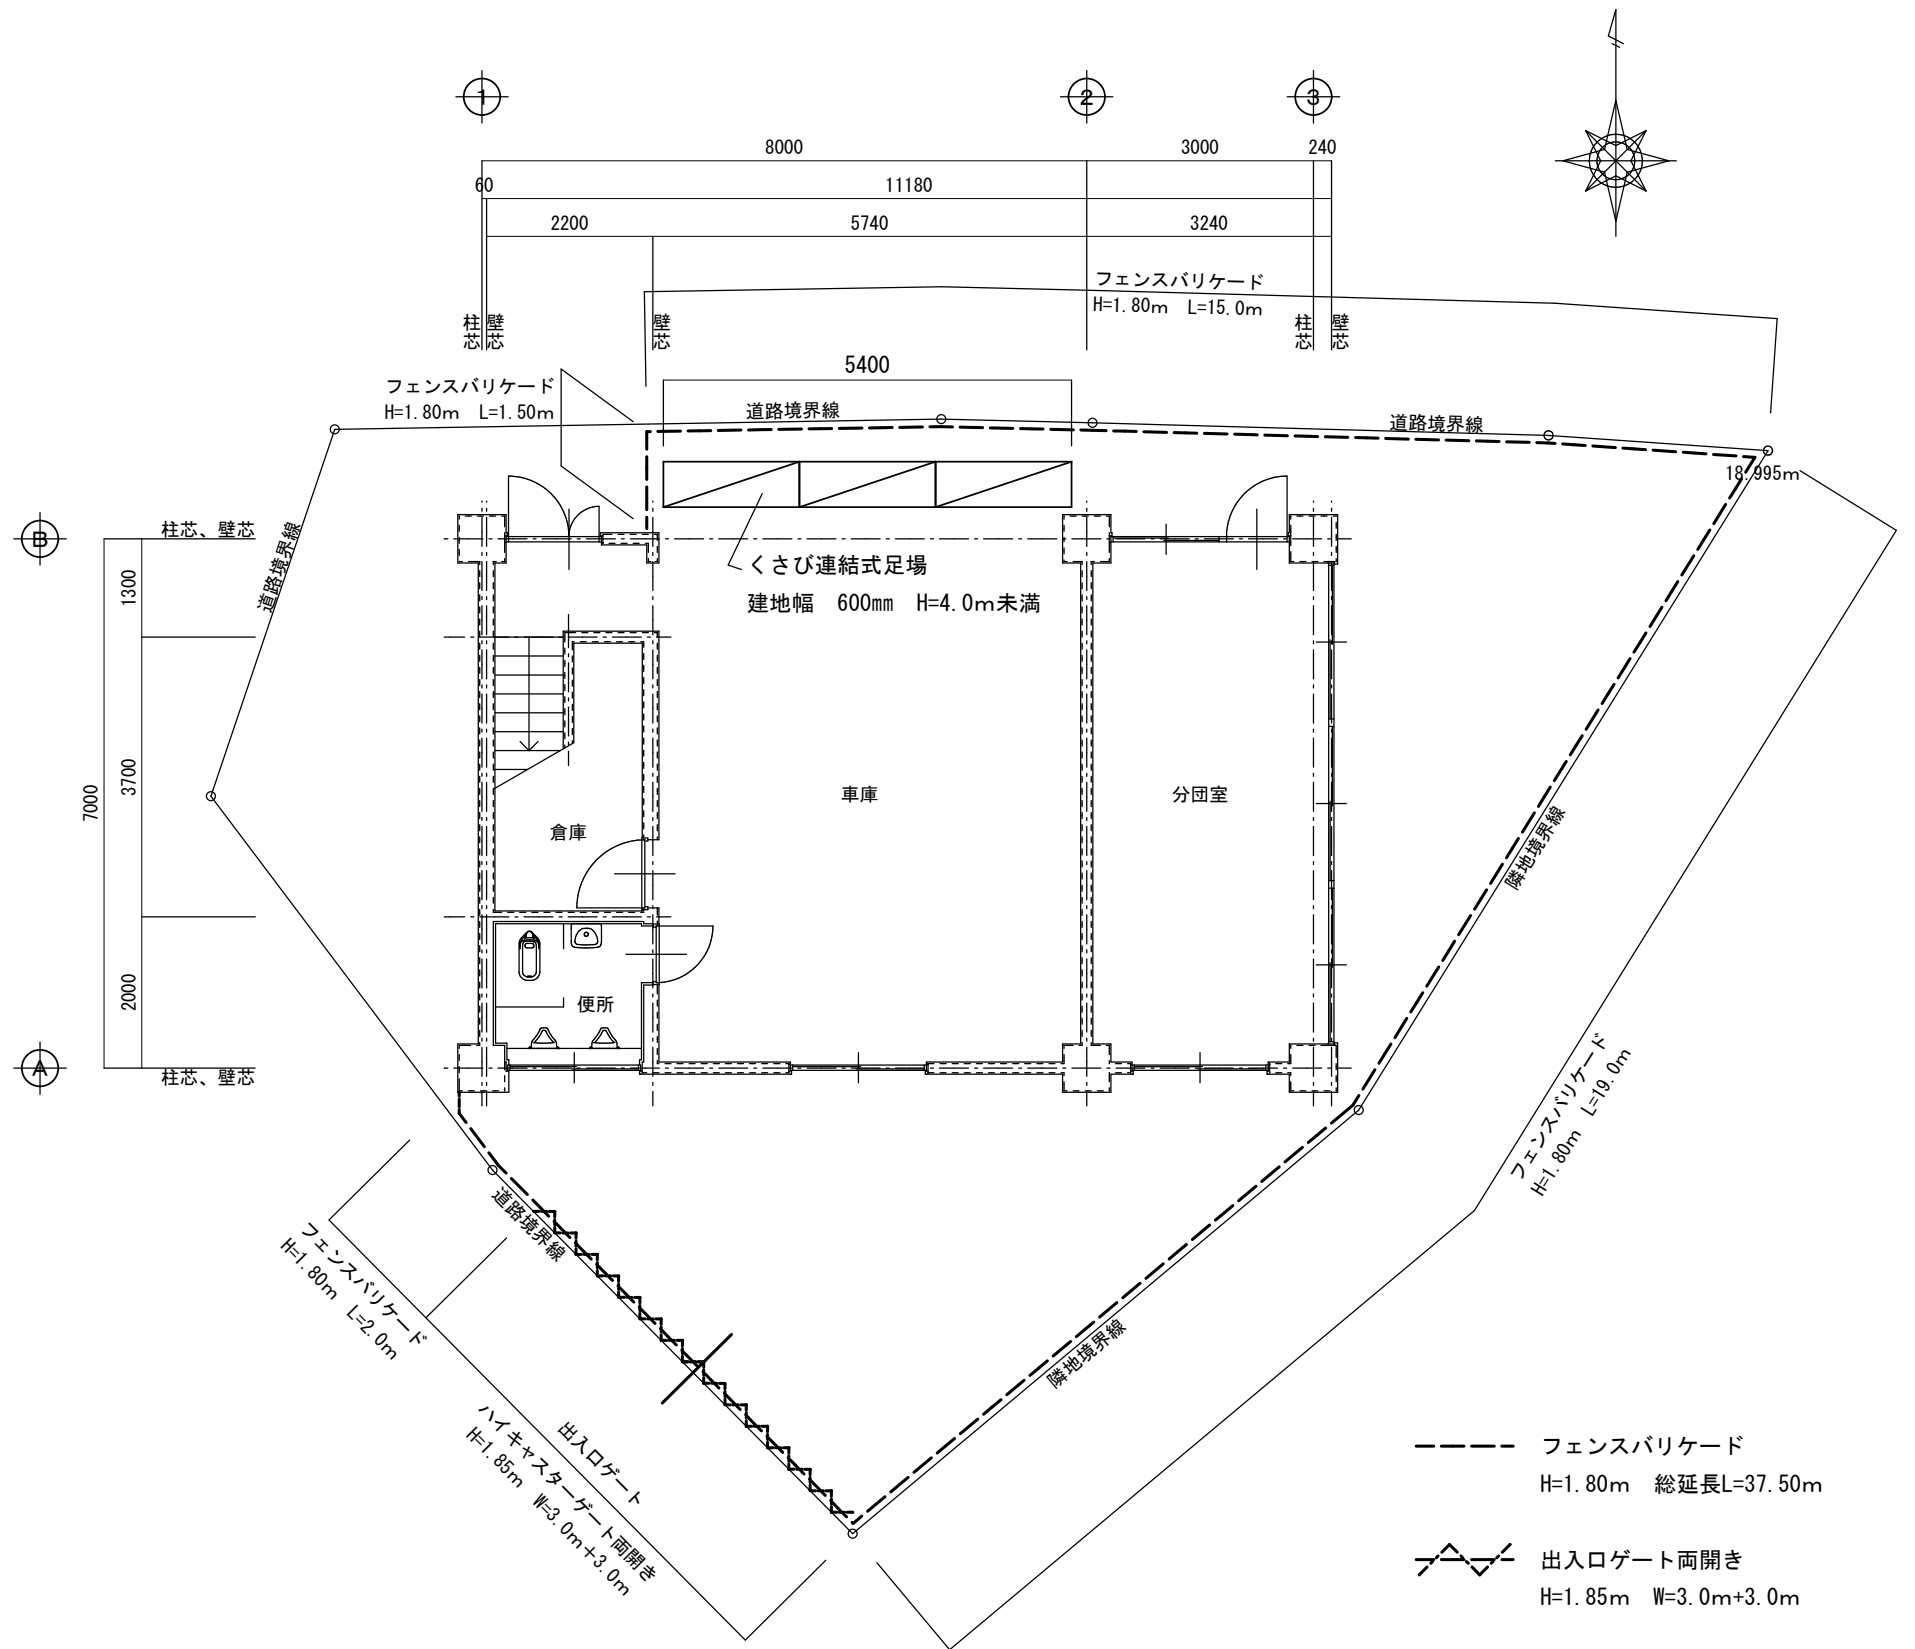 1
2
3
8000
3000
240
60
11180
2200
5740
3240
フェンスバリケード
H=1.80m L=15.0m
柱芯
壁芯
壁芯
柱芯
壁芯
5400
フェンスバリケード
H=1.80m L=1.50m
道路境界線
道路境界線
18.995m
B
柱芯、壁芯
道路境界線
くさび連結式足場
建地幅 600mm H=4.0m未満
1300
3700
7000
2000
倉庫
車庫
分団室
便所
隣地境界線
A
柱芯、壁芯
フェンスバリケード
H=1.80m L=19.0m
道路境界線
フェンスバリケード
H=1.80m L=2.0m
隣地境界線
出入口ゲート
ハイキャスターゲート両開き
H=1.85m W=3.0m+3.0m
フェンスバリケード
H=1.80m 総延長L=37.50m
出入口ゲート両開き
H=1.85m W=3.0m+3.0m